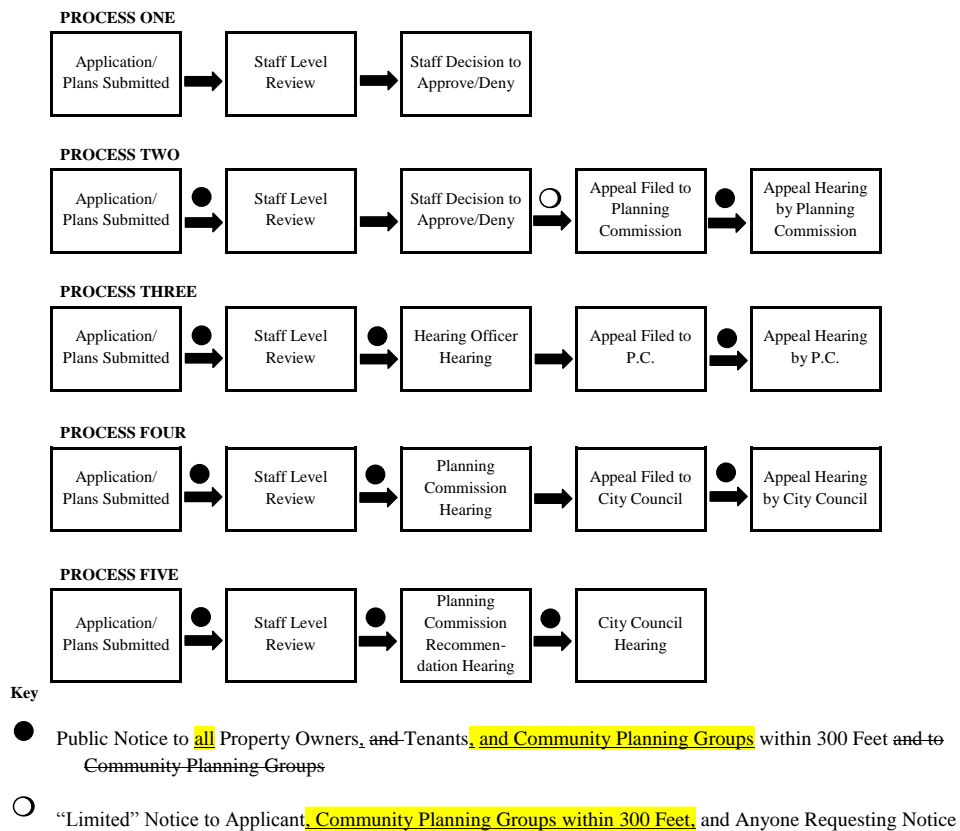 PROCESS ONE
Application/
Plans Submitted
Staff Level
Review
Staff Decision to
Approve/Deny
PROCESS TWO
Application/
Plans Submitted
Staff Level
Review
Staff Decision to
Approve/Deny
Appeal Filed to
Planning
Commission
Appeal Hearing
by Planning
Commission
PROCESS THREE
Application/
Plans Submitted
Staff Level
Review
Hearing Officer
Hearing
Appeal Filed to
P.C.
Appeal Hearing
by P.C.
PROCESS FOUR
Application/
Plans Submitted
Staff Level
Review
Planning
Commission
Hearing
Appeal Filed to
City Council
Appeal Hearing
by City Council
PROCESS FIVE
Application/
Plans Submitted
Staff Level
Review
Planning
Commission
Recommen-
dation Hearing
City Council
Hearing
Key
Public Notice to all Property Owners, and Tenants, and Community Planning Groups within 300 Feet and to
Community Planning Groups
“Limited” Notice to Applicant, Community Planning Groups within 300 Feet, and Anyone Requesting Notice